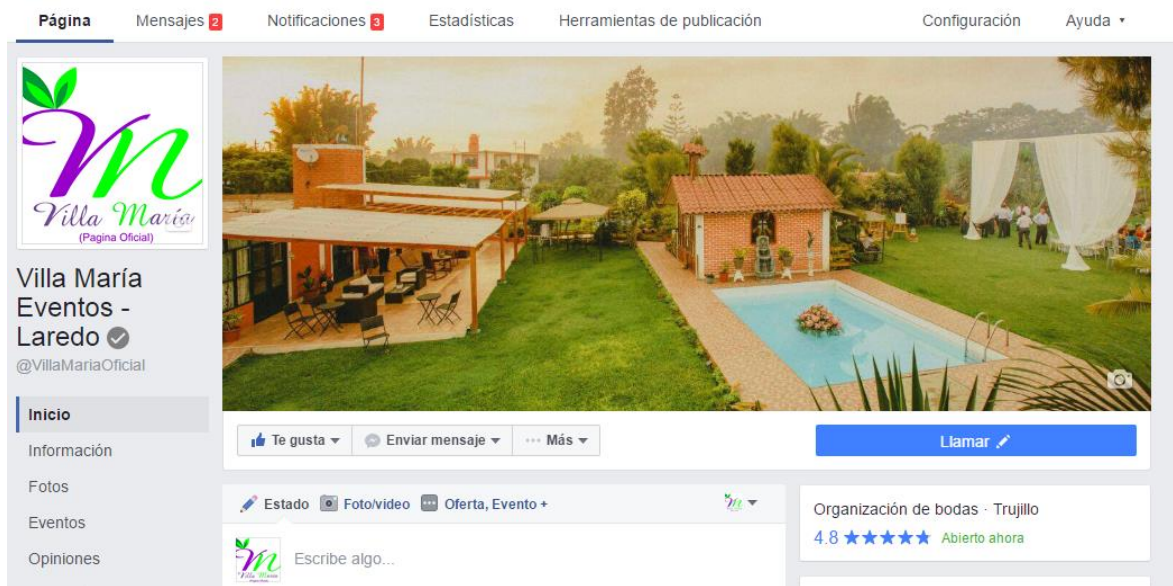 Página Mensajes 2 Notificaciones 3 Estadísticas Herramientas de publicación Configuración Ayuda
Villa María
(Pagina Oficial)
Villa María
Eventos -
Laredo
@VillaMariaOficial
Inicio
Información
Fotos
Eventos
Opiniones
Te gusta Enviar mensaje ··· Más Llamar
Estado Foto/video Oferta, Evento +
Villa María
Escribe algo...
Organización de bodas · Trujillo
4.8 ★★★★★ Abierto ahora